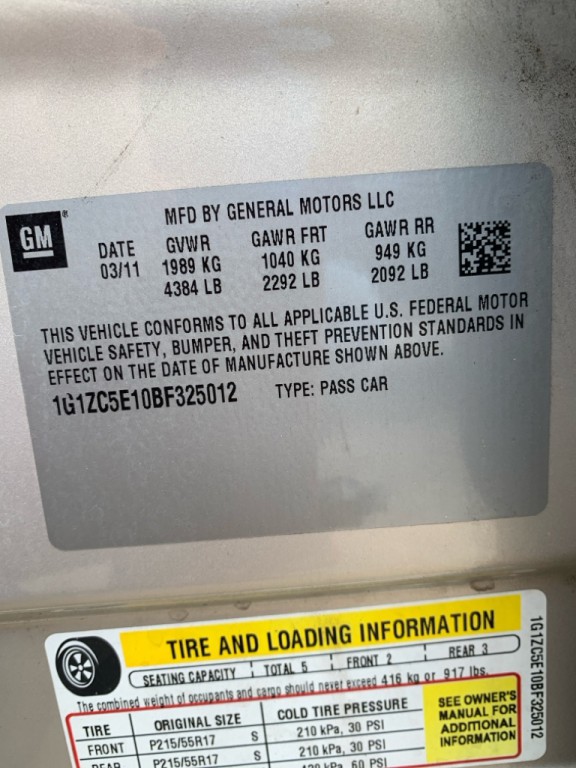 MFD BY GENERAL MOTORS LLC
GM®
DATE GVWR GAWR FRT GAWR RR
03/11 1989 KG 1040 KG 949 KG
4384 LB 2292 LB 2092 LB
THIS VEHICLE CONFORMS TO ALL APPLICABLE U.S. FEDERAL MOTOR
VEHICLE SAFETY, BUMPER, AND THEFT PREVENTION STANDARDS IN
EFFECT ON THE DATE OF MANUFACTURE SHOWN ABOVE.
1G1ZC5E10BF325012 TYPE: PASS CAR
TIRE AND LOADING INFORMATION
SEATING CAPACITY TOTAL 5 FRONT 2 REAR 3
The combined weight of occupants and cargo should never exceed 416 kg or 917 lbs.
TIRE ORIGINAL SIZE COLD TIRE PRESSURE
FRONT P215/55R17 S 210 kPa, 30 PSI
REAR P215/55R17 S 210 kPa, 30 PSI
420 kPa, 60 PSI
SEE OWNER'S
MANUAL FOR
ADDITIONAL
INFORMATION
1G1ZC5E10BF325012